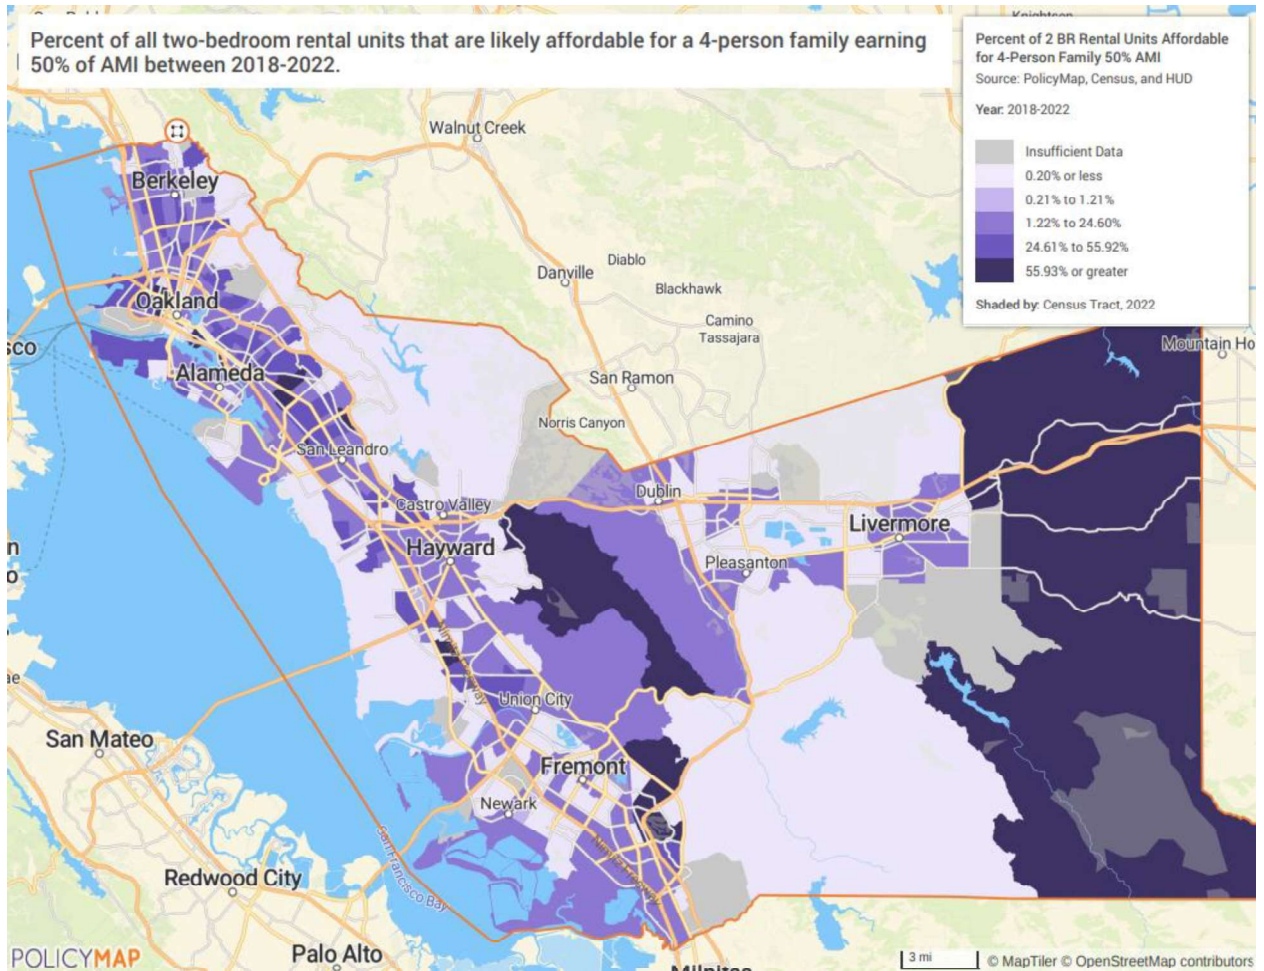 Percent of all two-bedroom rental units that are likely affordable for a 4-person family earning
50% of AMI between 2018-2022.
Percent of 2 BR Rental Units Affordable
for 4-Person Family 50% AMI
Source: PolicyMap, Census, and HUD
Year: 2018-2022
Insufficient Data
0.20% or less
0.21% to 1.21%
1.22% to 24.60%
24.61% to 55.92%
55.93% or greater
Shaded by: Census Tract, 2022
Walnut Creek
Berkeley
Diablo
Danville
Blackhawk
Oakland
Camino
Tassajara
Mountain Ho
sco
Alameda
San Ramon
Norris Canyon
San Leandro
Dublin
Castro Valley
Livermore
Hayward
Pleasanton
Nimitz Freeway
Union City
San Mateo
Fremont
Newark
San Francisco Bay
Nimitz Freeway
Redwood City
Palo Alto
Milpitas
POLICYMAP
3 mi
© MapTiler © OpenStreetMap contributors